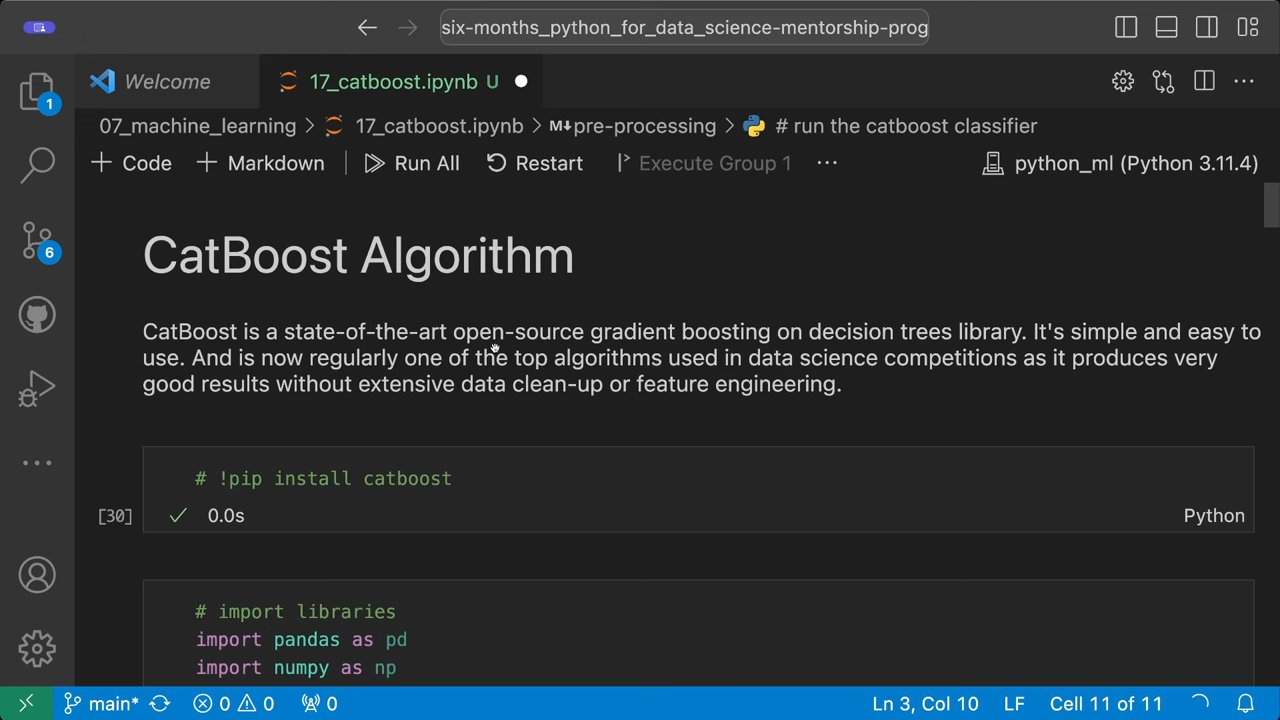 six-months_python_for_data_science-mentorship-prog
Welcome
17_catboost.ipynb U
1
07_machine_learning > 17_catboost.ipynb > M↓pre-processing > # run the catboost classifier
+ Code + Markdown Run All Restart Execute Group 1 ... python_ml (Python 3.11.4)
6
CatBoost Algorithm
CatBoost is a state-of-the-art open-source gradient boosting on decision trees library. It's simple and easy to
use. And is now regularly one of the top algorithms used in data science competitions as it produces very
good results without extensive data clean-up or feature engineering.
# !pip install catboost
[30] 0.0s Python
# import libraries
import pandas as pd
import numpy as np
main* 0 0 0 Ln 3, Col 10 LF Cell 11 of 11